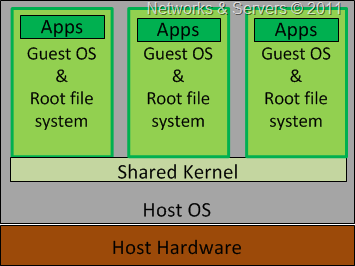 Networks & Servers © 2011
Apps
Apps
Apps
Guest OS
&
Root file
system
Guest OS
&
Root file
system
Guest OS
&
Root file
system
Shared Kernel
Host OS
Host Hardware